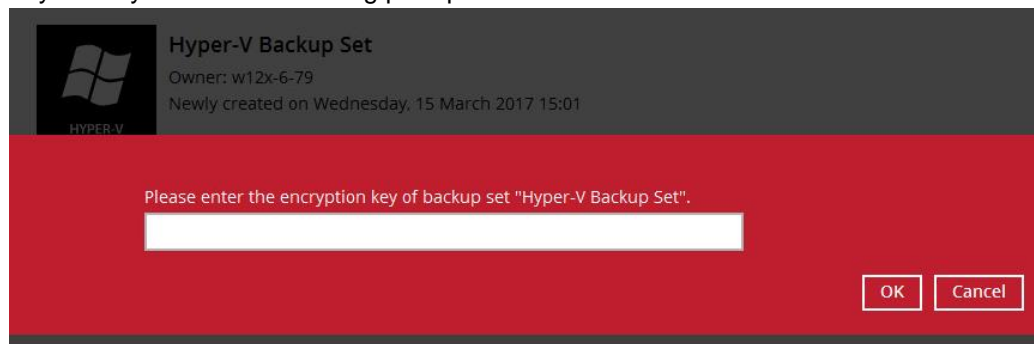 Hyper-V Backup Set
Owner: w12x-6-79
Newly created on Wednesday, 15 March 2017 15:01
HYPER-V
Please enter the encryption key of backup set "Hyper-V Backup Set".
OK Cancel